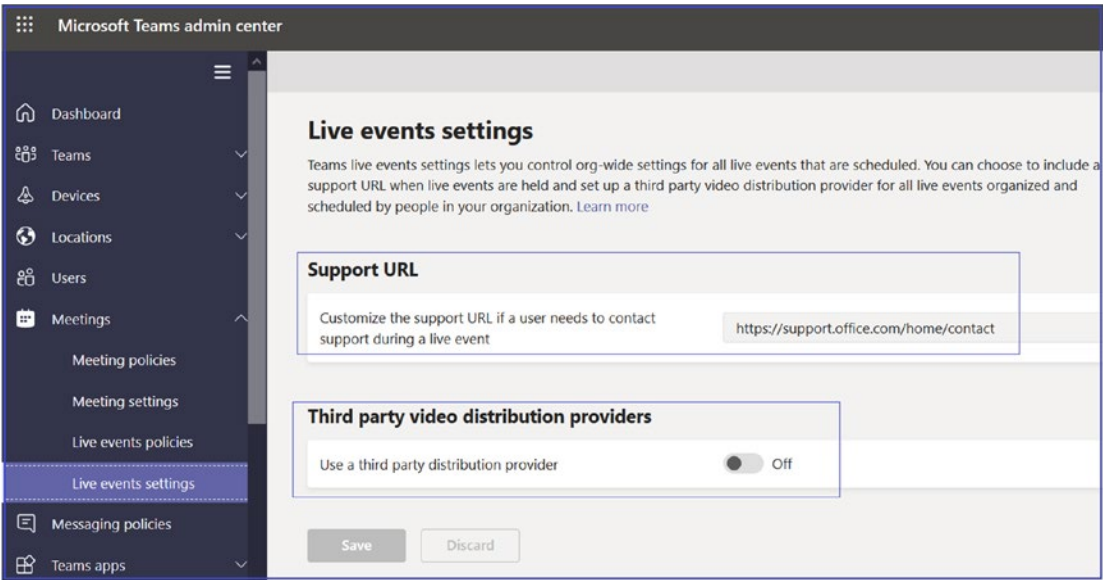 Microsoft Teams admin center
Dashboard
Teams
Devices
Locations
Users
Meetings
Meeting policies
Meeting settings
Live events policies
Live events settings
Messaging policies
Teams apps
Live events settings
Teams live events settings lets you control org-wide settings for all live events that are scheduled. You can choose to include a
support URL when live events are held and set up a third party video distribution provider for all live events organized and
scheduled by people in your organization. Learn more
Support URL
Customize the support URL if a user needs to contact
support during a live event
https://support.office.com/home/contact
Third party video distribution providers
Use a third party distribution provider
Off
Save
Discard